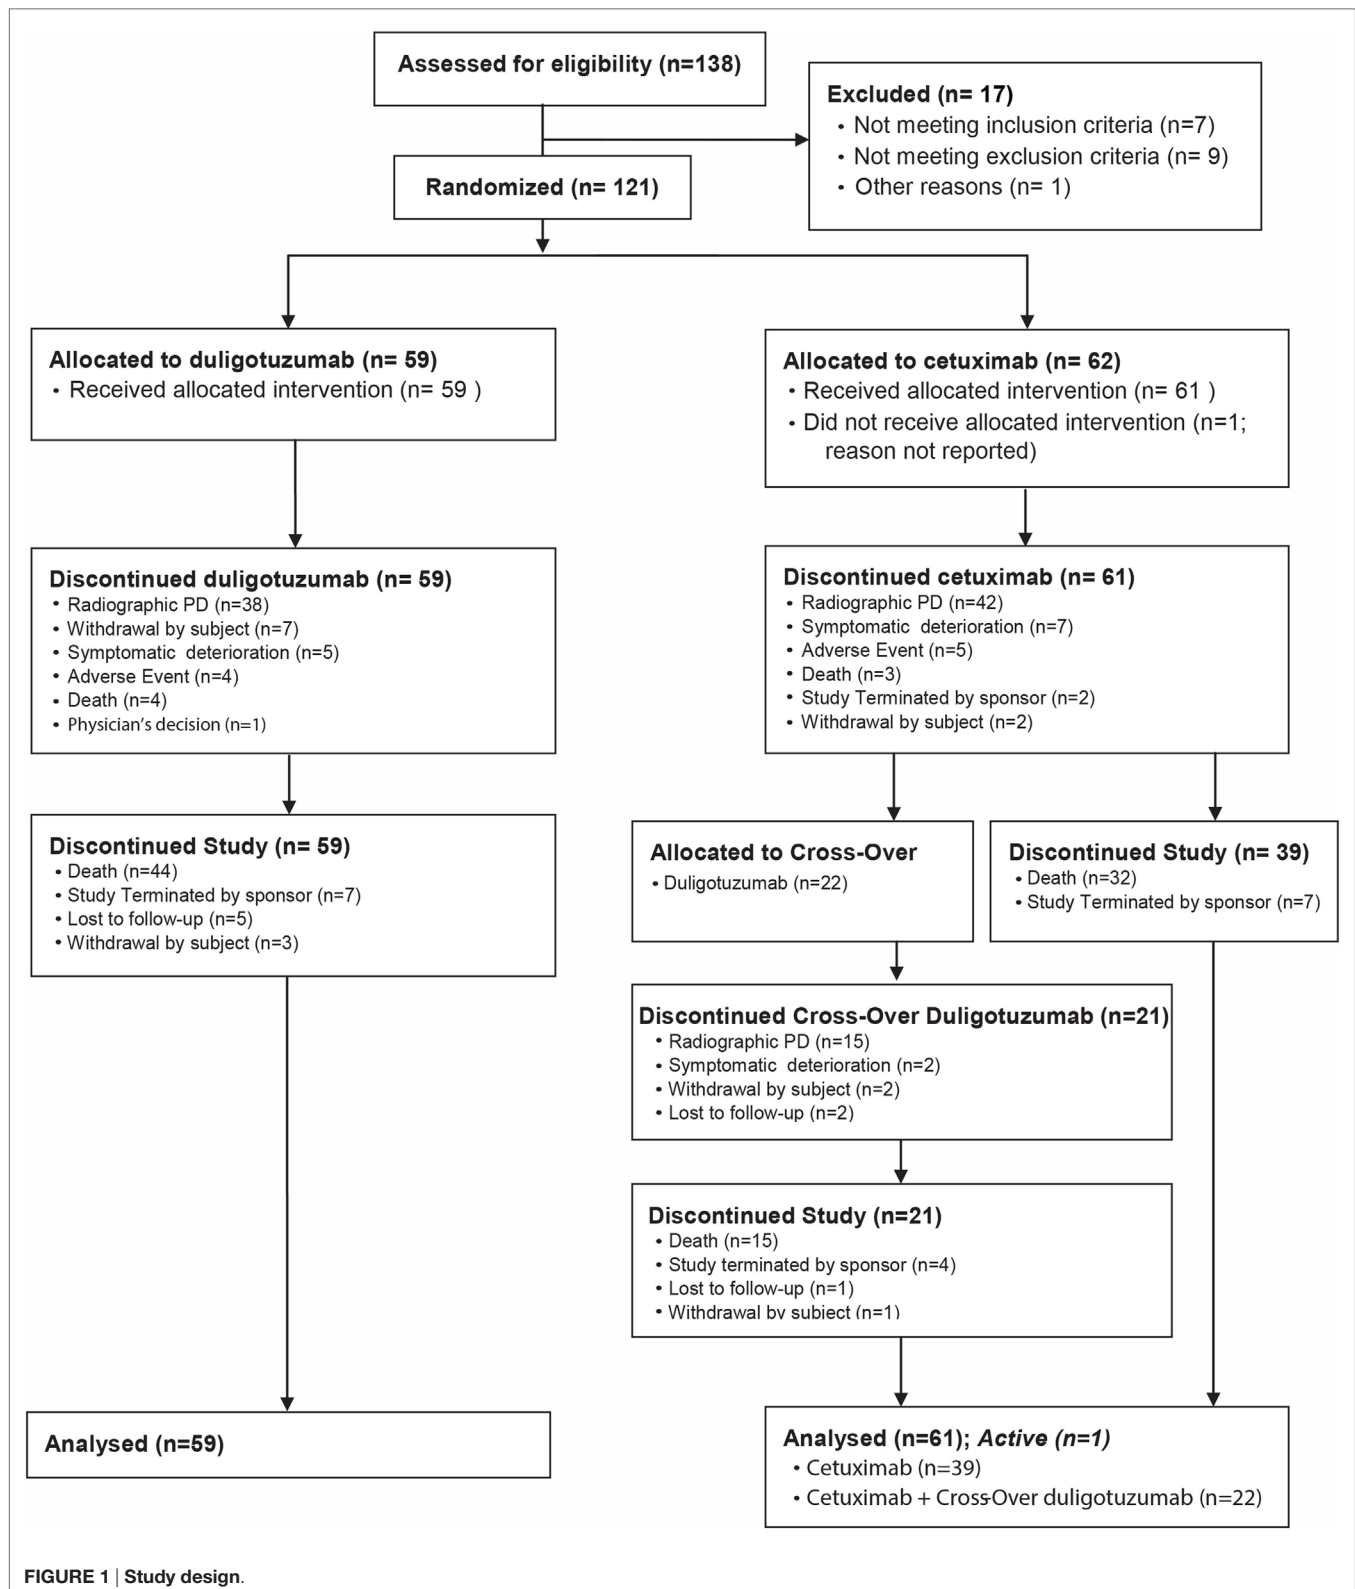 Assessed for eligibility (n=138)
Excluded (n= 17)
• Not meeting inclusion criteria (n=7)
• Not meeting exclusion criteria (n= 9)
• Other reasons (n= 1)
Randomized (n= 121)
Allocated to duligotuzumab (n= 59)
• Received allocated intervention (n= 59 )
Allocated to cetuximab (n= 62)
• Received allocated intervention (n= 61 )
• Did not receive allocated intervention (n=1;
reason not reported)
Discontinued duligotuzumab (n= 59)
• Radiographic PD (n=38)
• Withdrawal by subject (n=7)
• Symptomatic deterioration (n=5)
• Adverse Event (n=4)
• Death (n=4)
• Physician's decision (n=1)
Discontinued cetuximab (n= 61)
• Radiographic PD (n=42)
• Symptomatic deterioration (n=7)
• Adverse Event (n=5)
• Death (n=3)
• Study Terminated by sponsor (n=2)
• Withdrawal by subject (n=2)
Discontinued Study (n= 59)
• Death (n=44)
• Study Terminated by sponsor (n=7)
• Lost to follow-up (n=5)
• Withdrawal by subject (n=3)
Allocated to Cross-Over
• Duligotuzumab (n=22)
Discontinued Study (n= 39)
• Death (n=32)
• Study Terminated by sponsor (n=7)
Discontinued Cross-Over Duligotuzumab (n=21)
• Radiographic PD (n=15)
• Symptomatic deterioration (n=2)
• Withdrawal by subject (n=2)
• Lost to follow-up (n=2)
Discontinued Study (n=21)
• Death (n=15)
• Study terminated by sponsor (n=4)
• Lost to follow-up (n=1)
• Withdrawal by subject (n=1)
Analysed (n=59)
Analysed (n=61); Active (n=1)
• Cetuximab (n=39)
• Cetuximab + Cross-Over duligotuzumab (n=22)
FIGURE 1 | Study design.